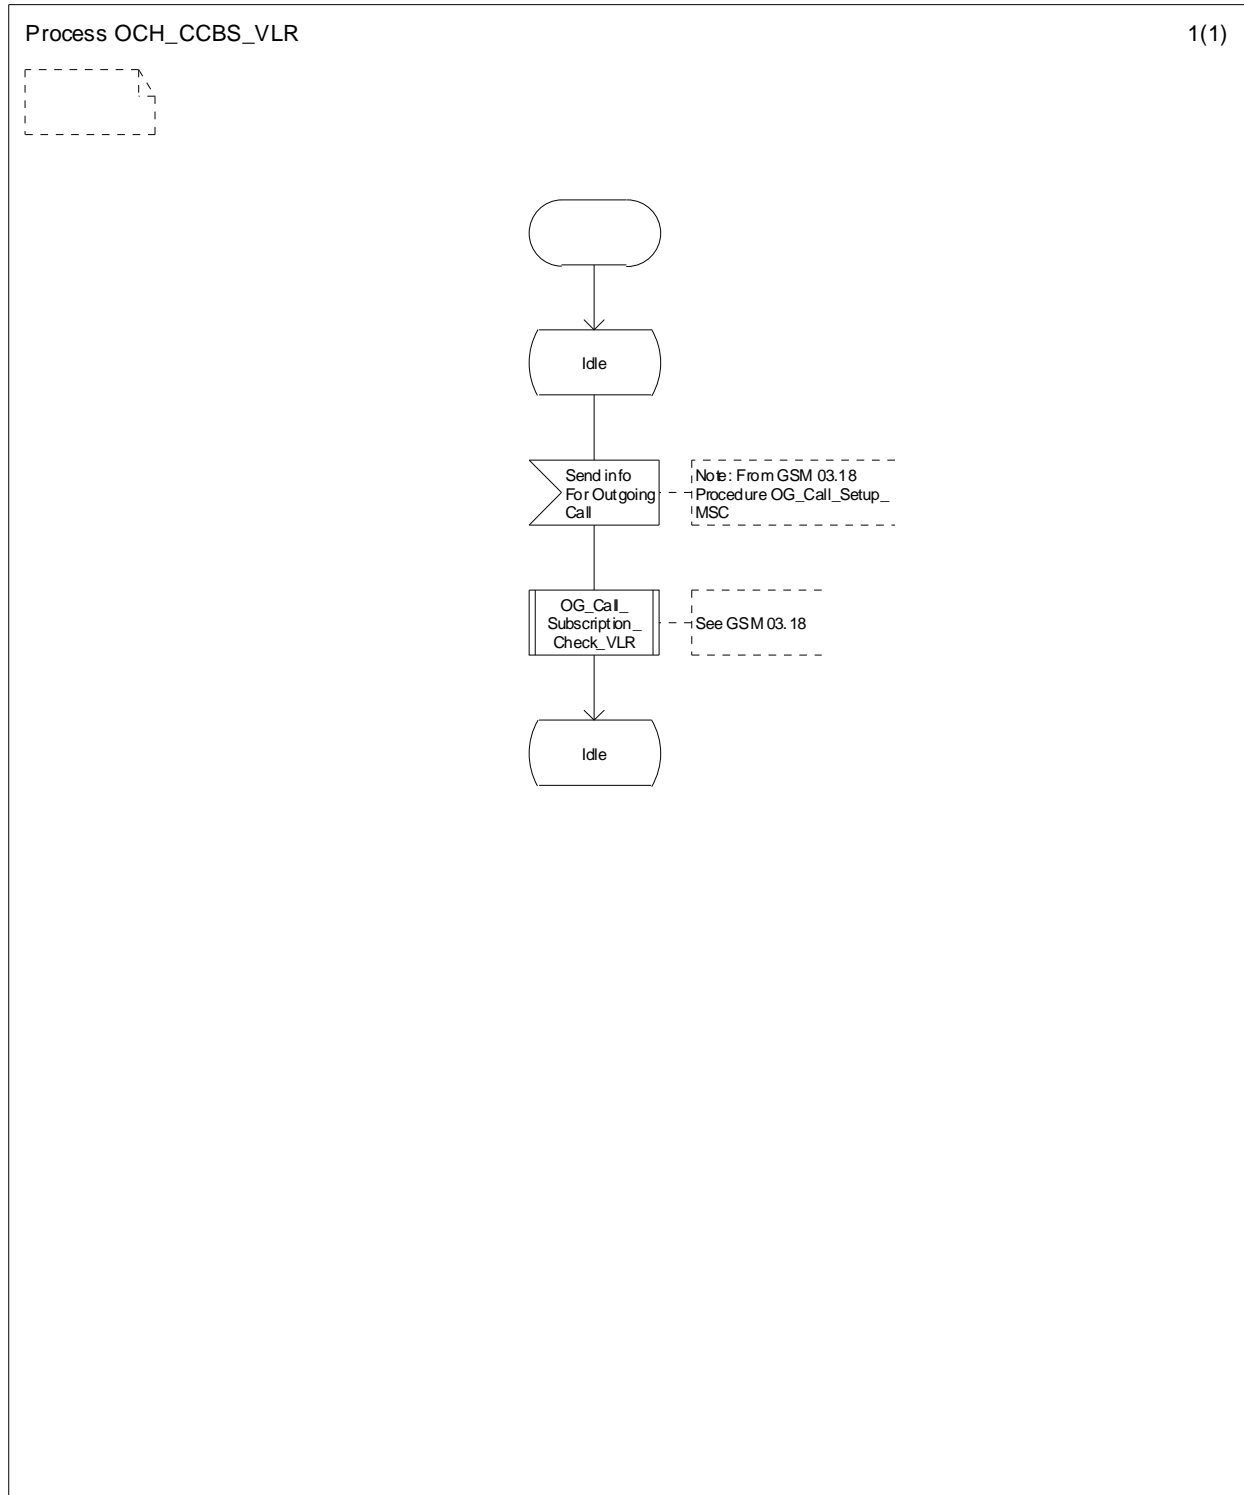 Process OCH_CCBS_VLR
1(1)
Idle
Send info
For Outgoing
Call
Note: From GSM 03.18
Procedure OG_Call_Setup_
MSC
OG_Call_
Subscription_
Check_VLR
See GSM 03.18
Idle